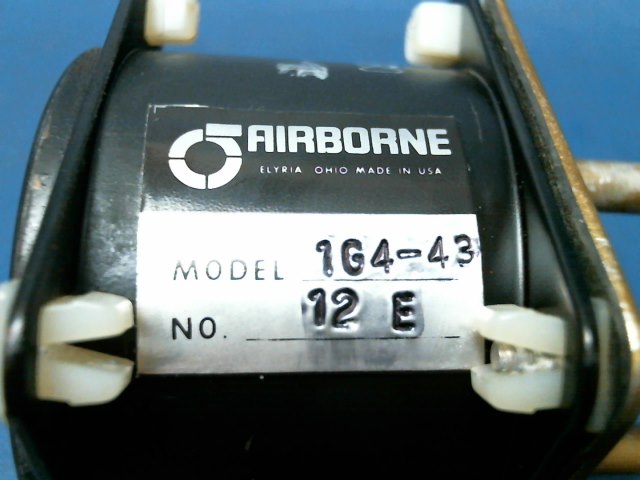 AIRBORNE
ELYRIA OHIO MADE IN USA
MODEL 1G4-43
NO. 12 E